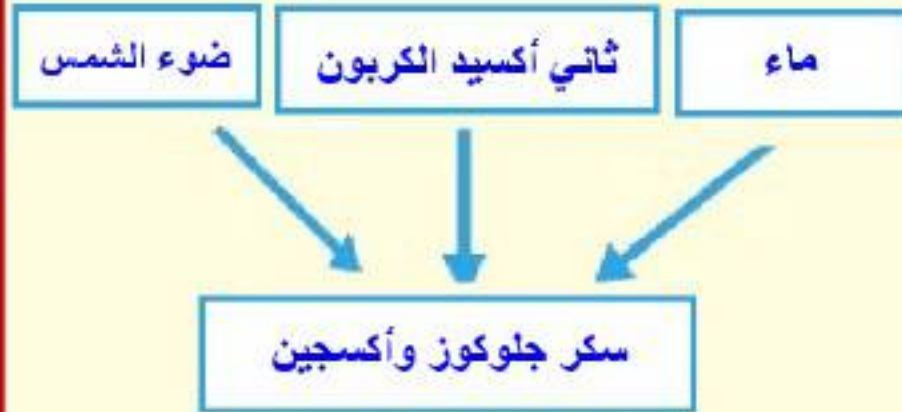 ماء
ثاني أكسيد الكربون
ضوء الشمس
سكر جلوكوز وأكسجين